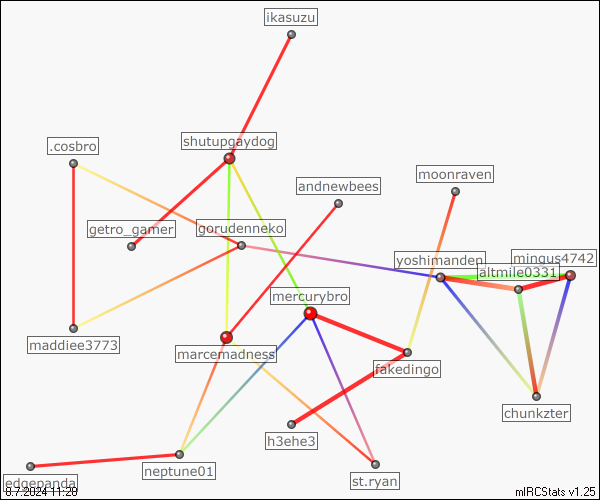 ikasuzu
shutupgaydog
.cosbro
moonraven
andnewbees
getro_gamer
gorudenneko
yoshimanden
mingus4742
altmile0331
mercurybro
maddiee3773
marcemadness
fakedingo
chunkzter
h3ehe3
neptune01
edgepanda
st.ryan
8.7.2024 11:28
mIRCStats v1.25